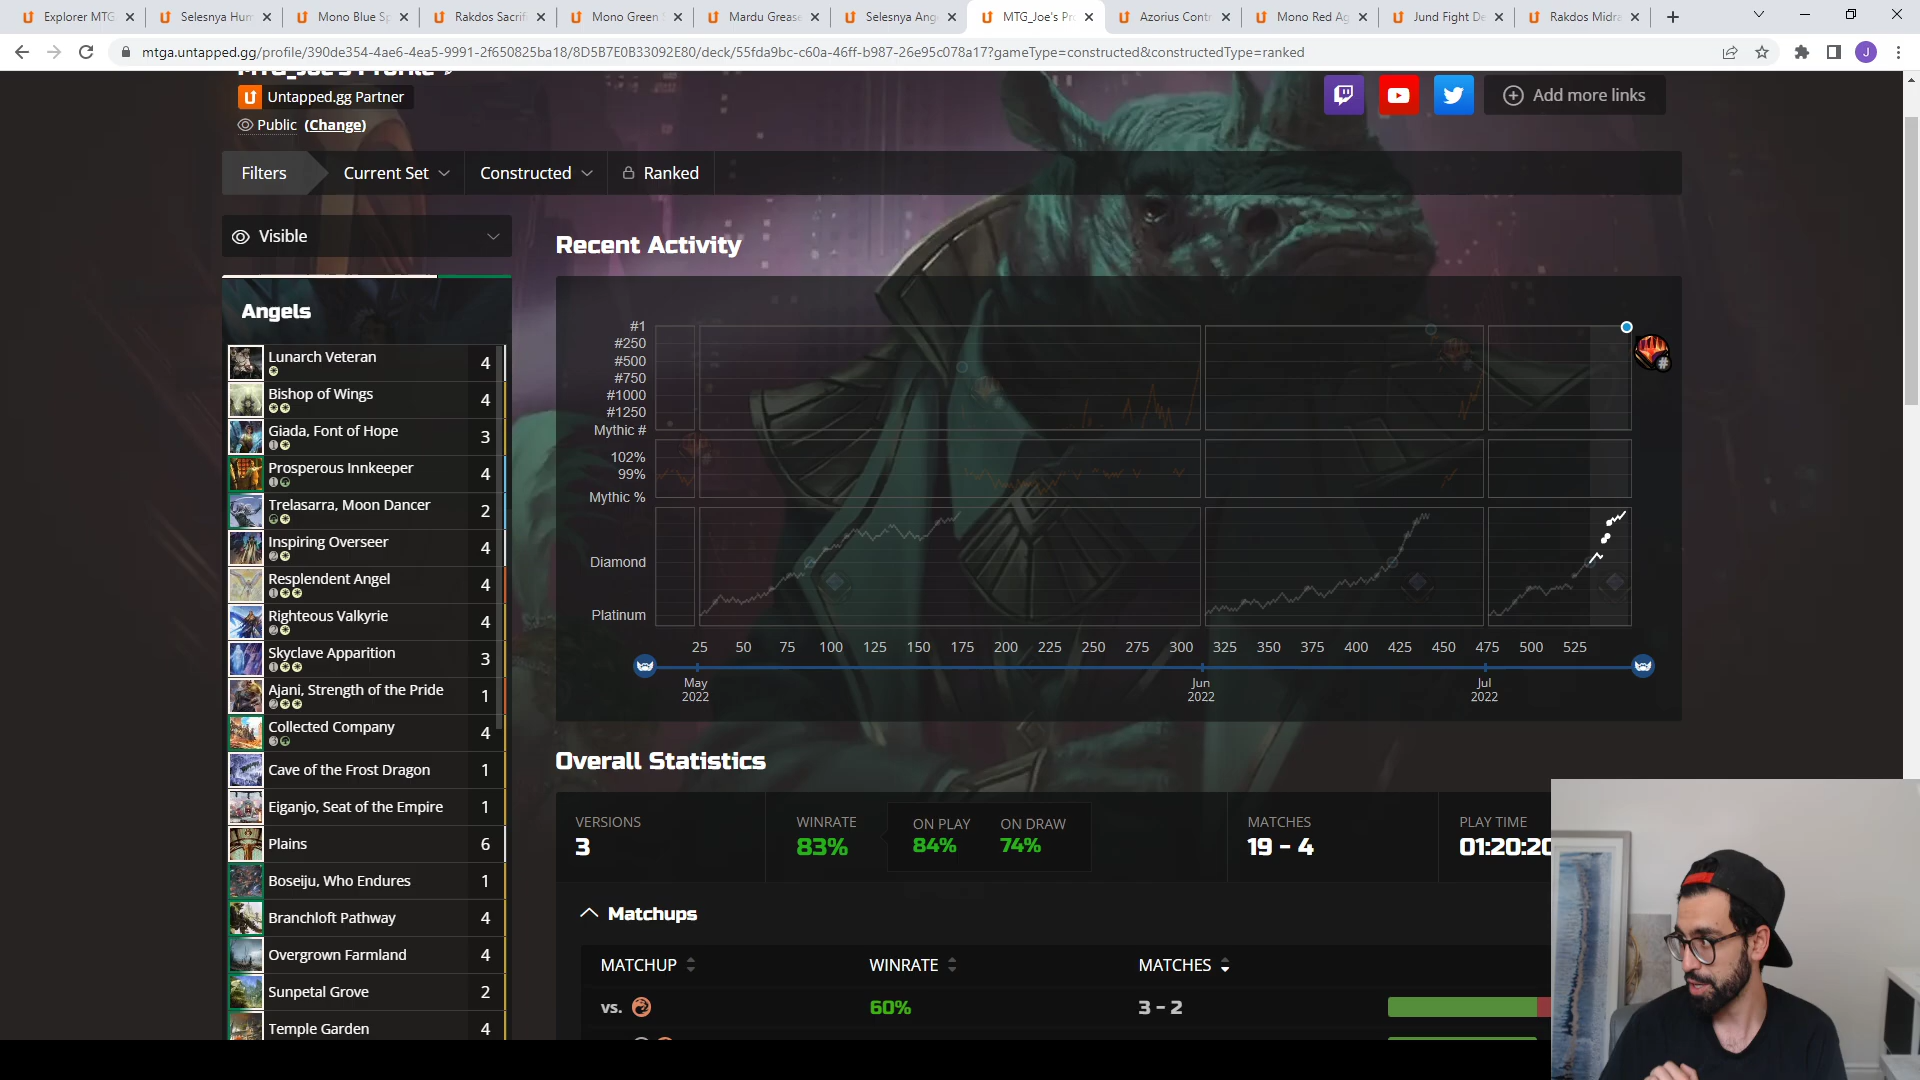 Explorer MTG
Selesnya Hum
Mono Blue Sp
Rakdos Sacrifi
Mono Green
Mardu Grease
Selesnya Ang
MTG_Joe's Pr
Azorius Contr
Mono Red Ag
Jund Fight De
Rakdos Midra
mtga.untapped.gg/profile/390de354-4ae6-4ea5-9991-2f650825ba18/8D5B7E0B33092E80/deck/55fda9bc-c60a-46ff-b987-26e95c078a17?gameType=constructed&constructedType=ranked
J
MTG_Joe's Profile
Untapped.gg Partner
Public (Change)
Add more links
Filters
Current Set
Constructed
Ranked
Visible
Angels
Lunarch Veteran 4
Bishop of Wings 4
Giada, Font of Hope 3
Prosperous Innkeeper 4
Trelasarra, Moon Dancer 2
Inspiring Overseer 4
Resplendent Angel 4
Righteous Valkyrie 4
Skyclave Apparition 3
Ajani, Strength of the Pride 1
Collected Company 4
Cave of the Frost Dragon 1
Eiganjo, Seat of the Empire 1
Plains 6
Boseiju, Who Endures 1
Branchloft Pathway 4
Overgrown Farmland 4
Sunpetal Grove 2
Temple Garden 4
Recent Activity
#1
#250
#500
#750
#1000
#1250
Mythic #
102%
99%
Mythic %
Diamond
Platinum
25 50 75 100 125 150 175 200 225 250 275 300 325 350 375 400 425 450 475 500 525
May
2022
Jun
2022
Jul
2022
#
Overall Statistics
VERSIONS
3
WINRATE
83%
ON PLAY
84%
ON DRAW
74%
MATCHES
19 - 4
PLAY TIME
01:20:20
Matchups
MATCHUP WINRATE MATCHES
vs. 60% 3 - 2